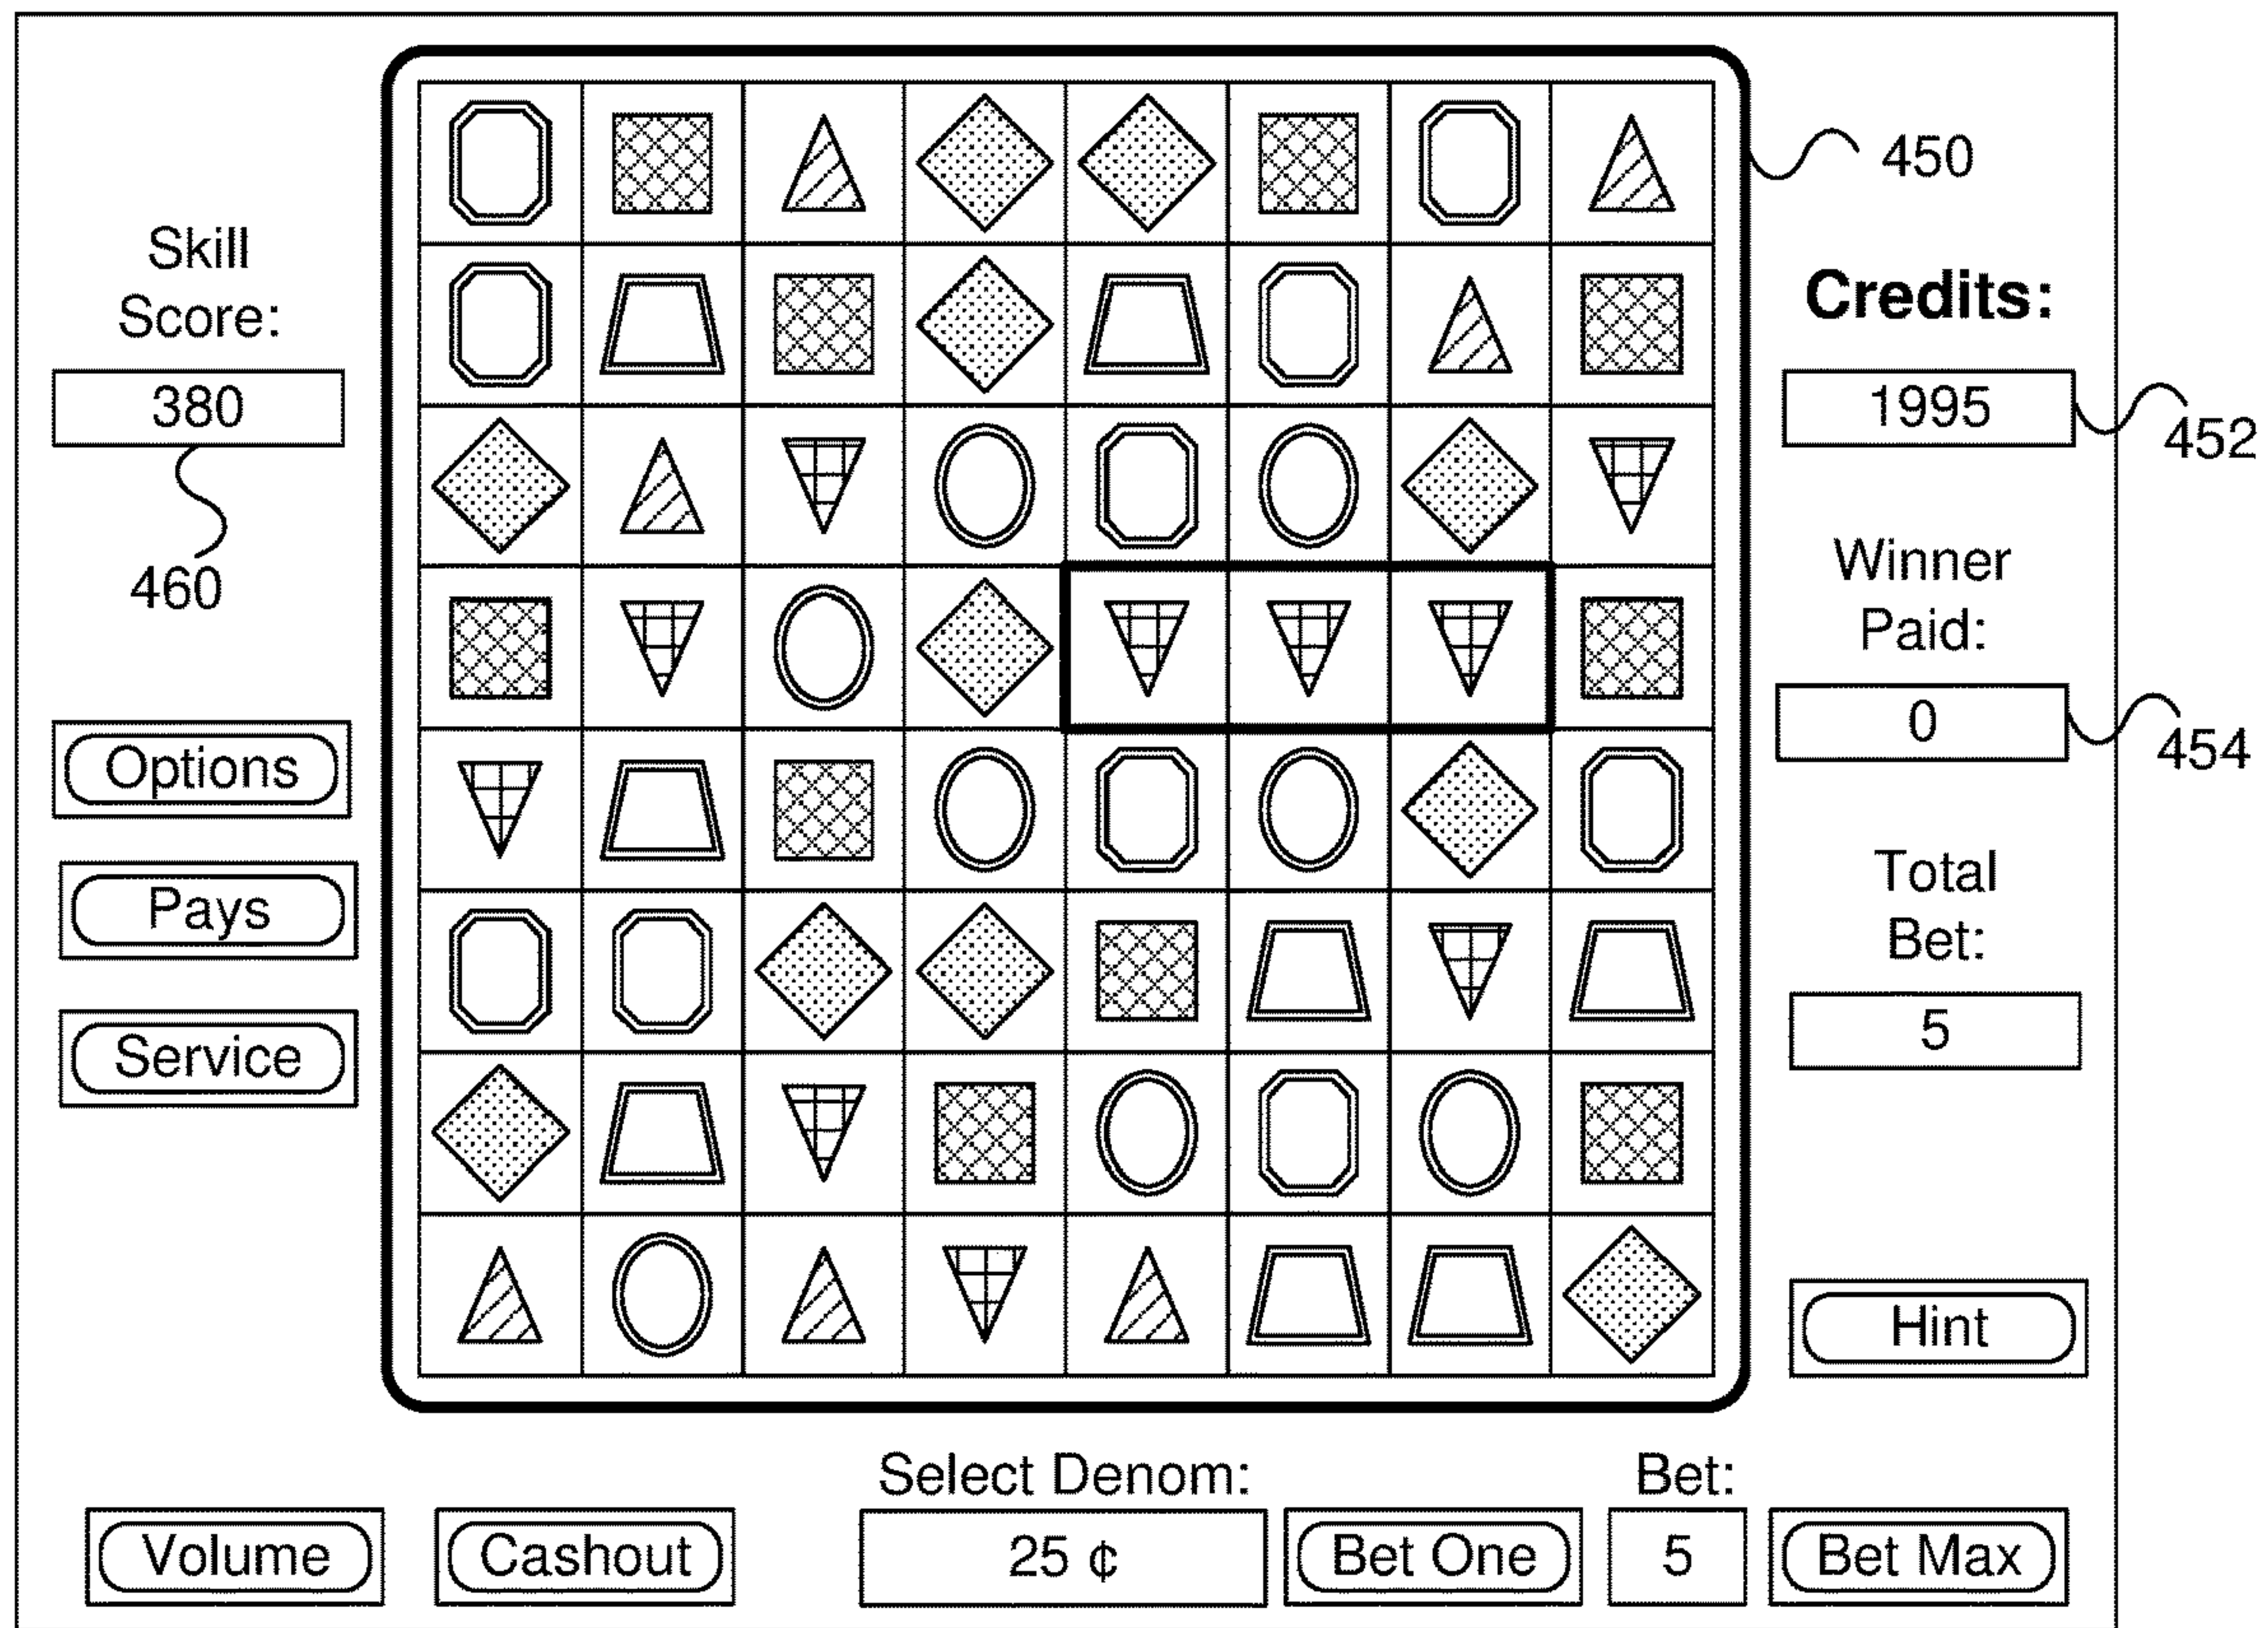 450
Skill
Score:
380
460
Credits:
1995
452
Winner
Paid:
0
454
Options
Pays
Service
Total
Bet:
5
Hint
Select Denom:
Bet:
Volume
Cashout
25 ¢
Bet One
5
Bet Max